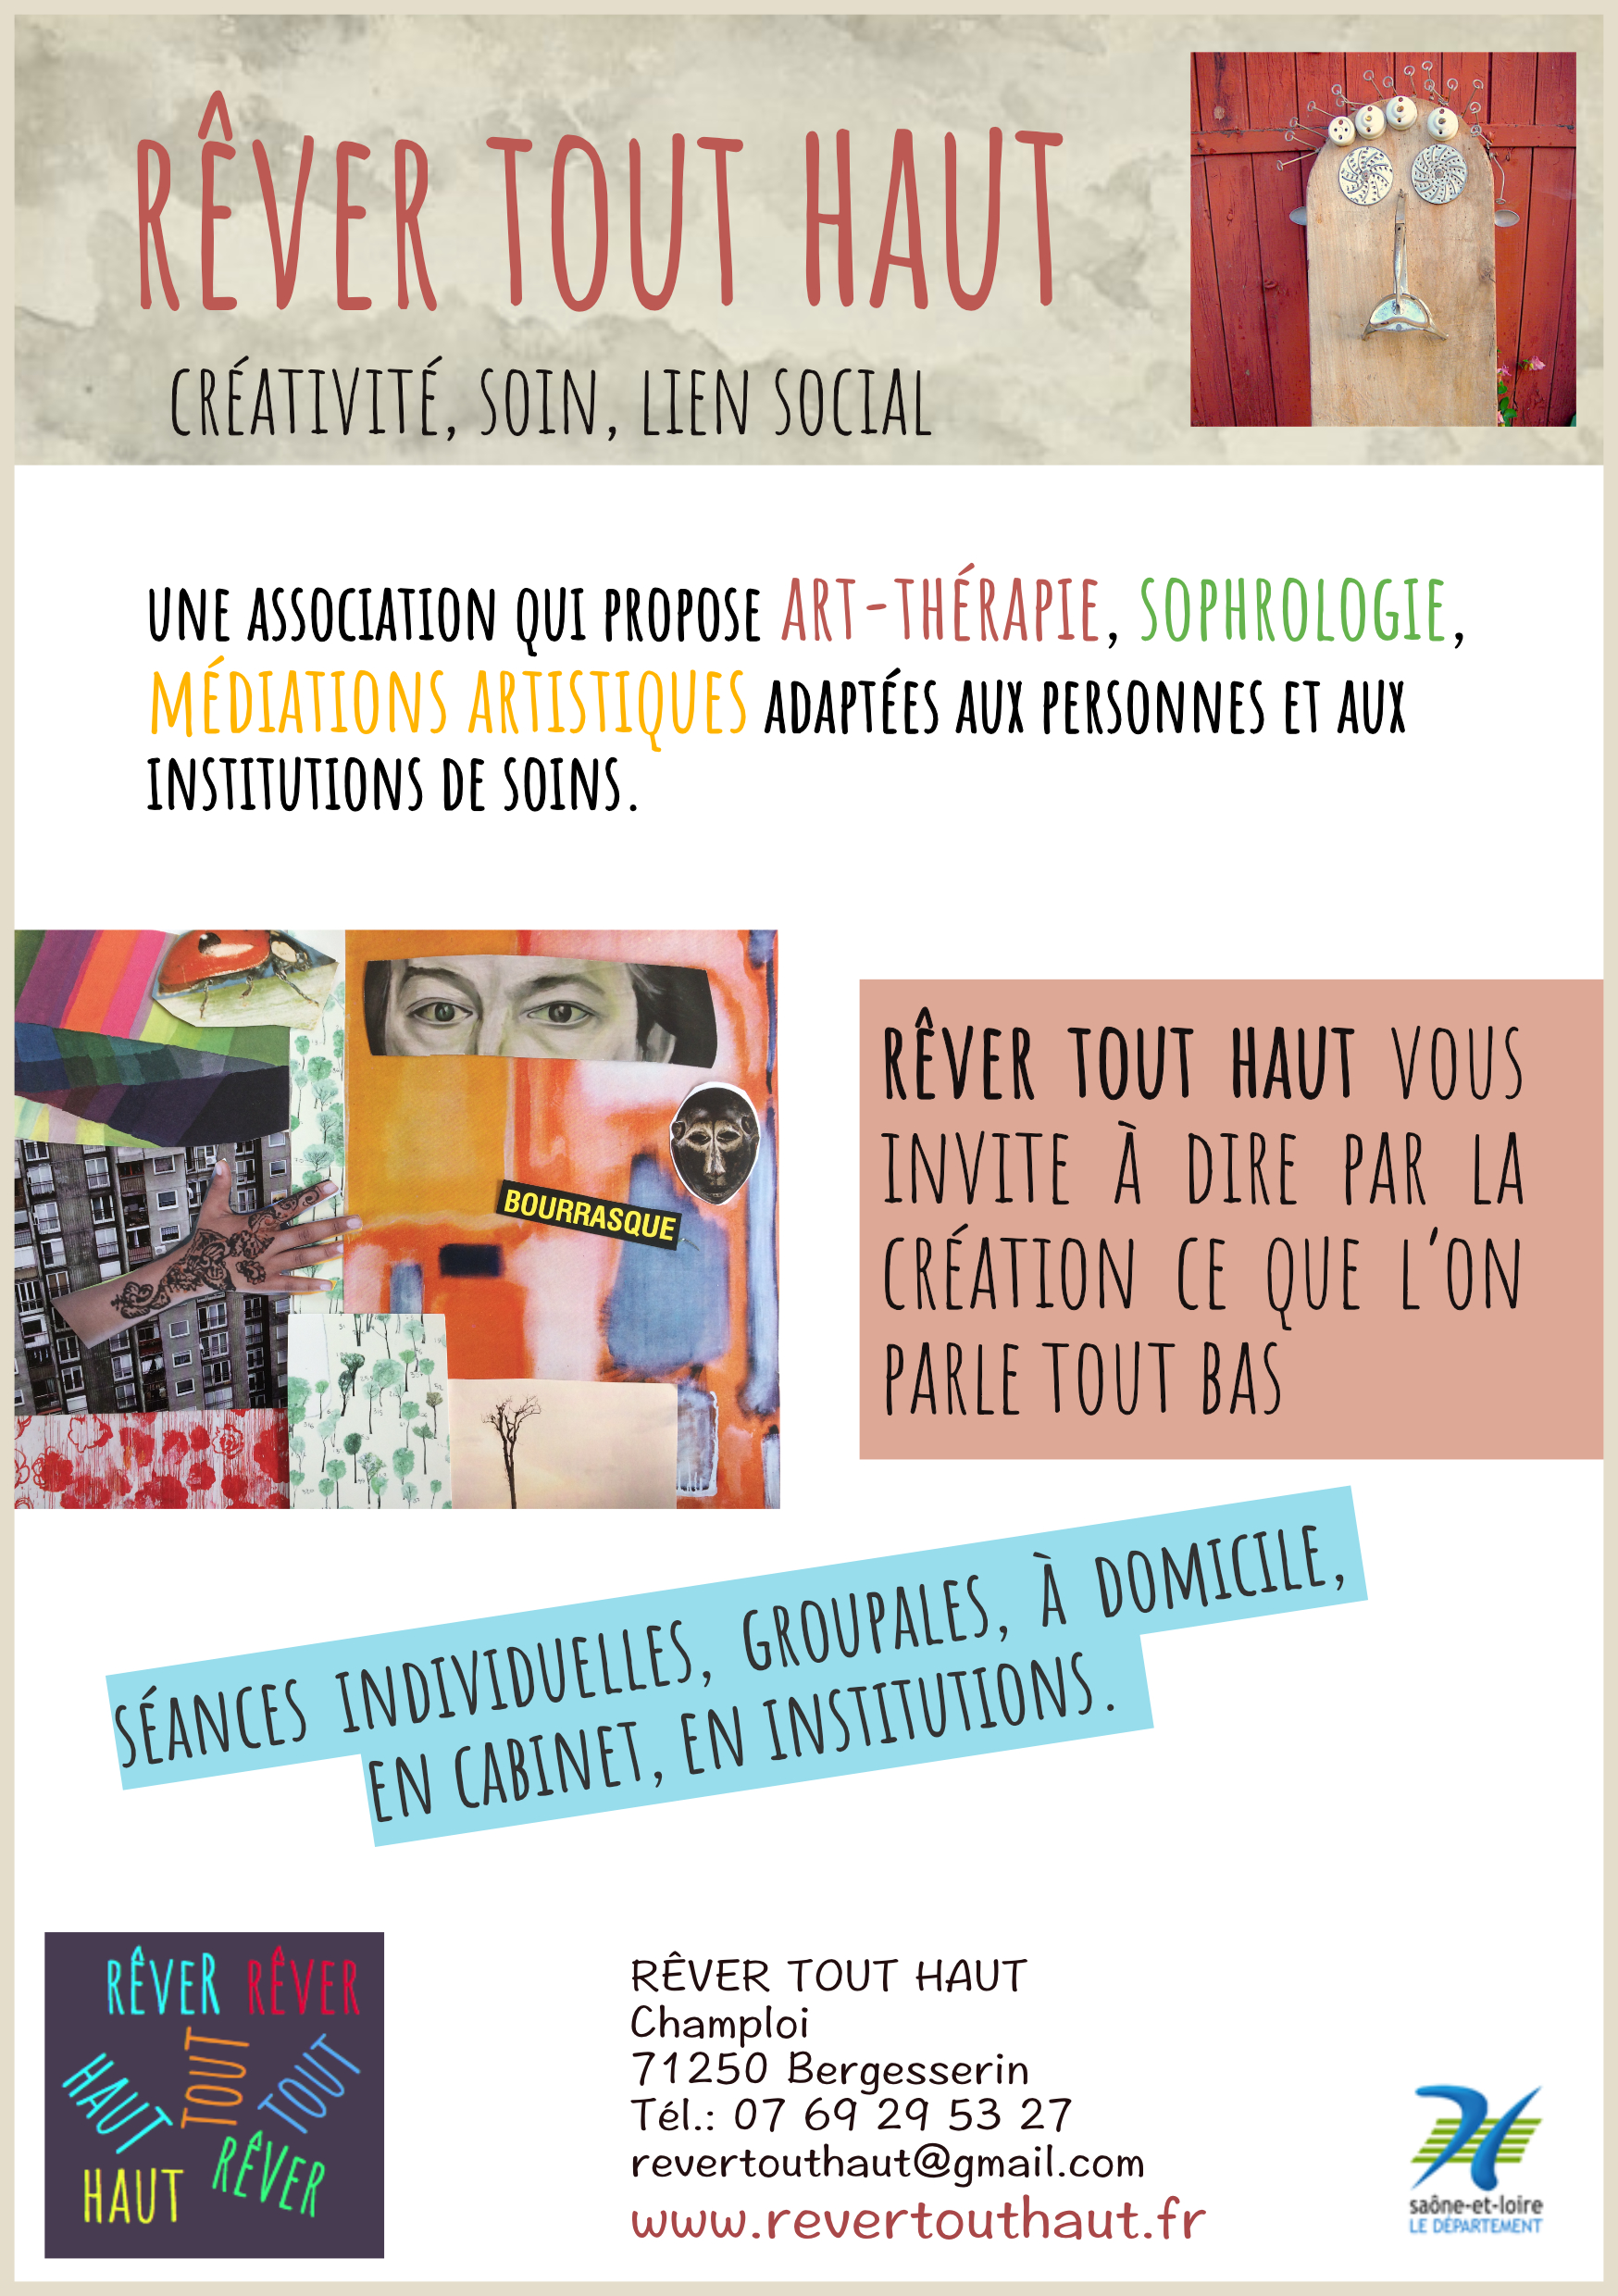 RÊVER TOUT HAUT
CRÉATIVITÉ, SOIN, LIEN SOCIAL
UNE ASSOCIATION QUI PROPOSE ART-THÉRAPIE, SOPHROLOGIE,
MÉDIATIONS ARTISTIQUES ADAPTÉES AUX PERSONNES ET AUX
INSTITUTIONS DE SOINS.
BOURRASQUE
RÊVER TOUT HAUT VOUS
INVITE À DIRE PAR LA
CRÉATION CE QUE L'ON
PARLE TOUT BAS
SÉANCES INDIVIDUELLES, GROUPALES, À DOMICILE,
EN CABINET, EN INSTITUTIONS.
RÊVER RÊVER
HAUT TOUT TOUT
HAUT RÊVER
RÊVER TOUT HAUT
Champloi
71250 Bergesserin
Tél.: 07 69 29 53 27
revertouthaut@gmail.com
www.revertouthaut.fr
saône-et-loire
LE DÉPARTEMENT